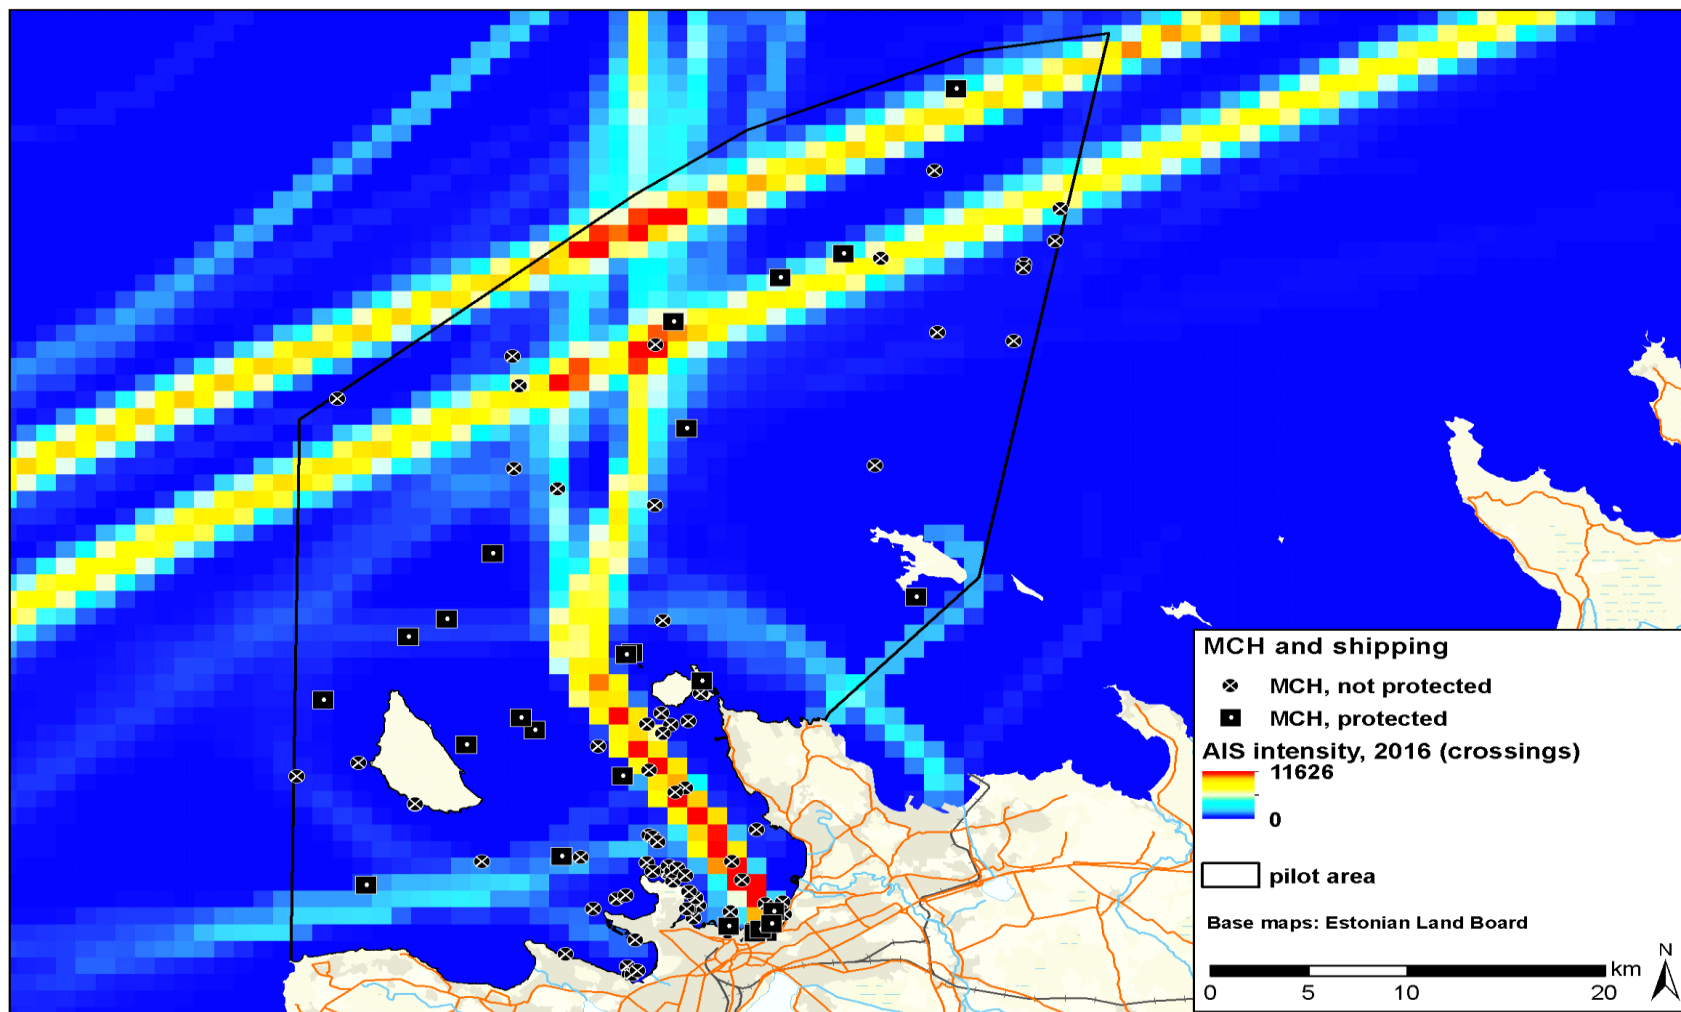 MCH and shipping
MCH, not protected
MCH, protected
AIS intensity, 2016 (crossings)
11626
0
pilot area
Base maps: Estonian Land Board
N
km
0 5 10 20